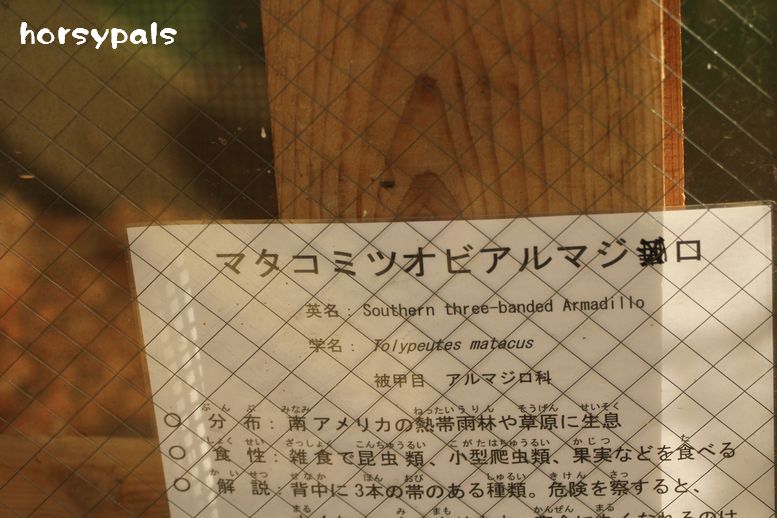 horsypals
マタコミツオビアルマジロ
英名： Southern three-banded Armadillo
学名： Tolypeutes matacus
被甲目　アルマジロ科
○ 分布：南アメリカの熱帯雨林や草原に生息
○ 食性：雑食で昆虫類、小型爬虫類、果実などを食べる
○ 解説：背中に3本の帯のある種類。危険を察すると、